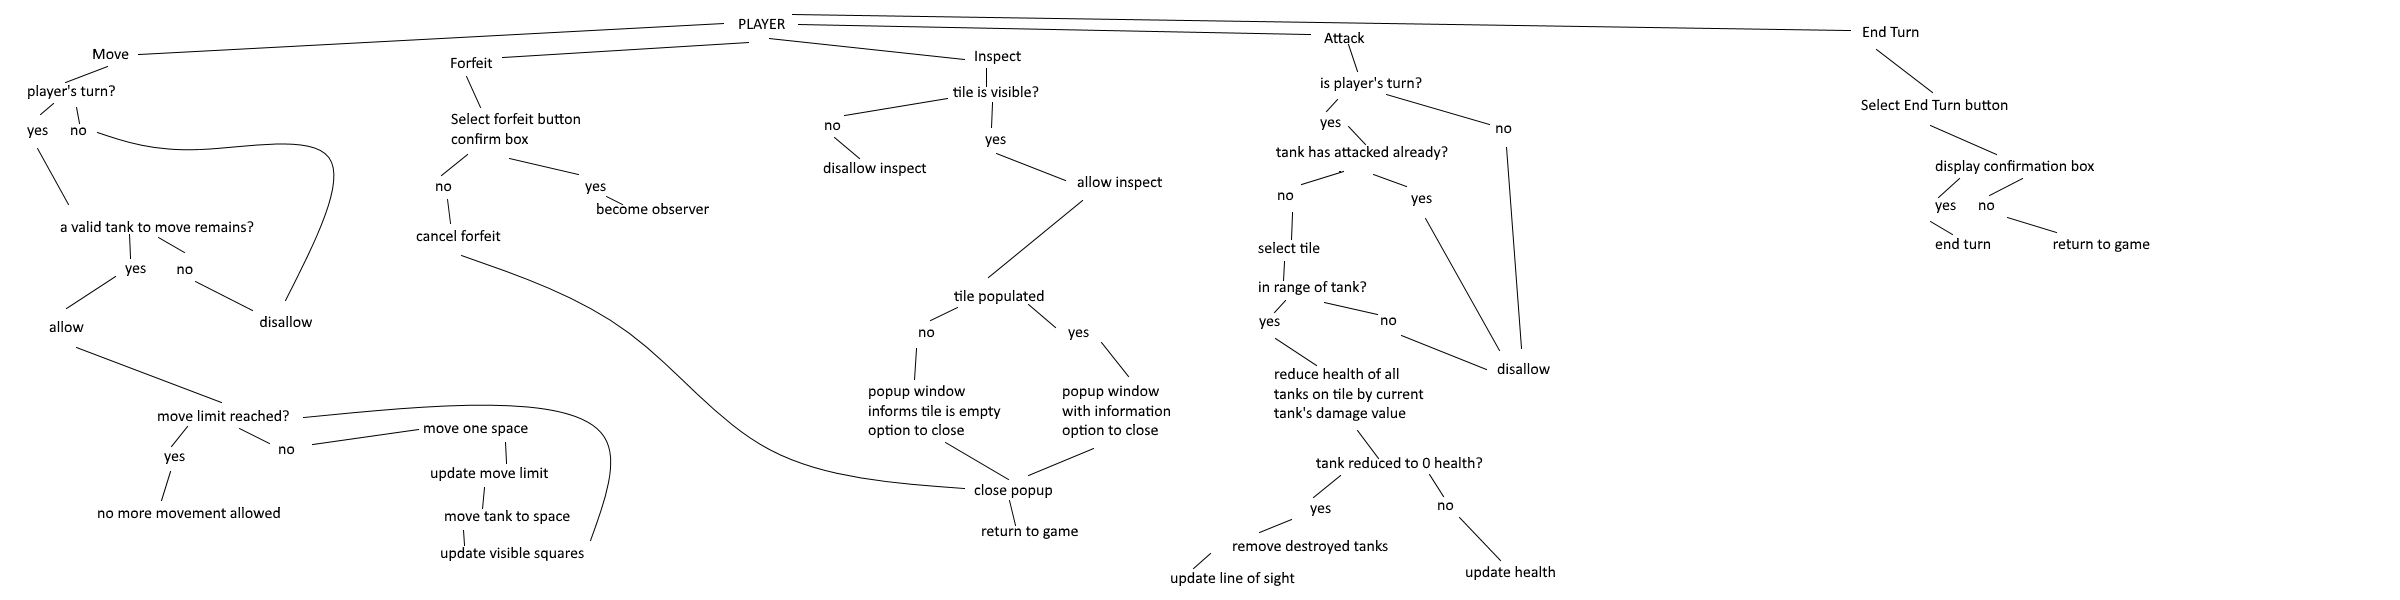 PLAYER
Move
Forfeit
Inspect
Attack
End Turn
player's turn?
yes
no
a valid tank to move remains?
yes
no
allow
disallow
move limit reached?
yes
no
no more movement allowed
move one space
update move limit
move tank to space
update visible squares
Select forfeit button
confirm box
no
yes
become observer
cancel forfeit
tile is visible?
no
yes
disallow inspect
allow inspect
tile populated
no
yes
popup window
informs tile is empty
option to close
popup window
with information
option to close
close popup
return to game
is player's turn?
yes
no
tank has attacked already?
no
yes
select tile
in range of tank?
yes
no
disallow
reduce health of all
tanks on tile by current
tank's damage value
tank reduced to 0 health?
yes
no
remove destroyed tanks
update line of sight
update health
Select End Turn button
display confirmation box
yes
no
end turn
return to game